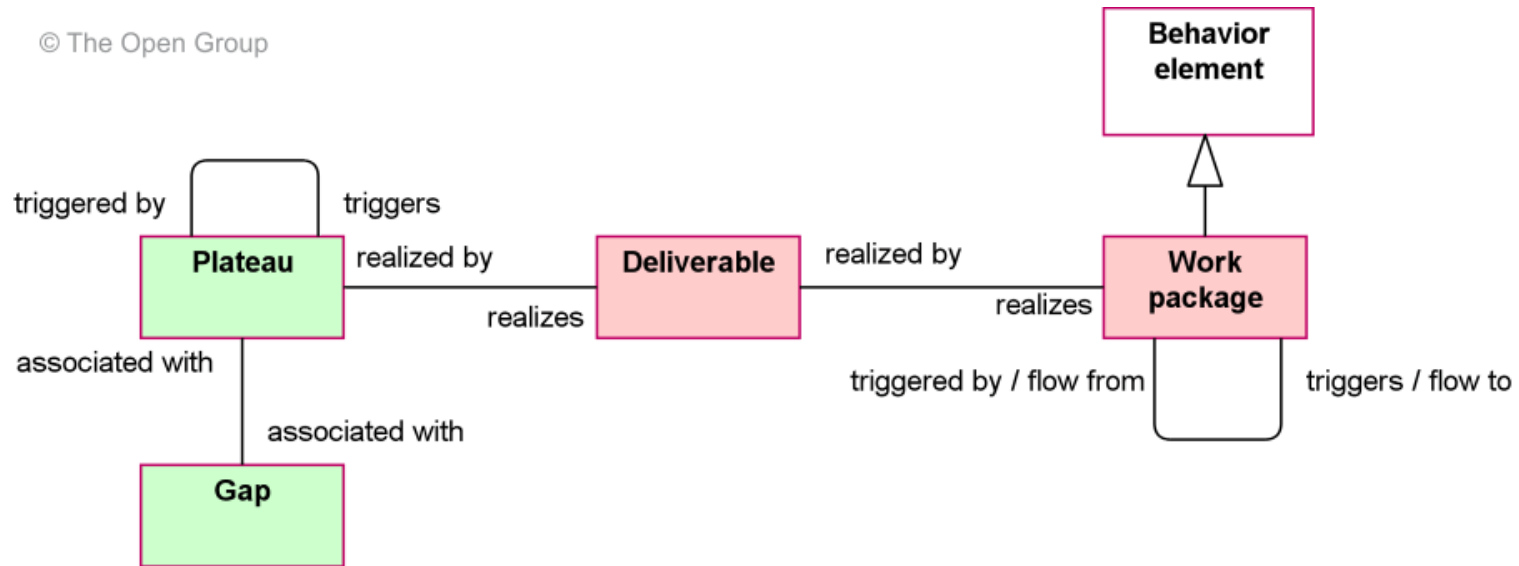 © The Open Group
Behavior
element
triggered by
triggers
Plateau
realized by
realizes
Deliverable
realized by
realizes
Work
package
associated with
associated with
triggered by / flow from
triggers / flow to
Gap